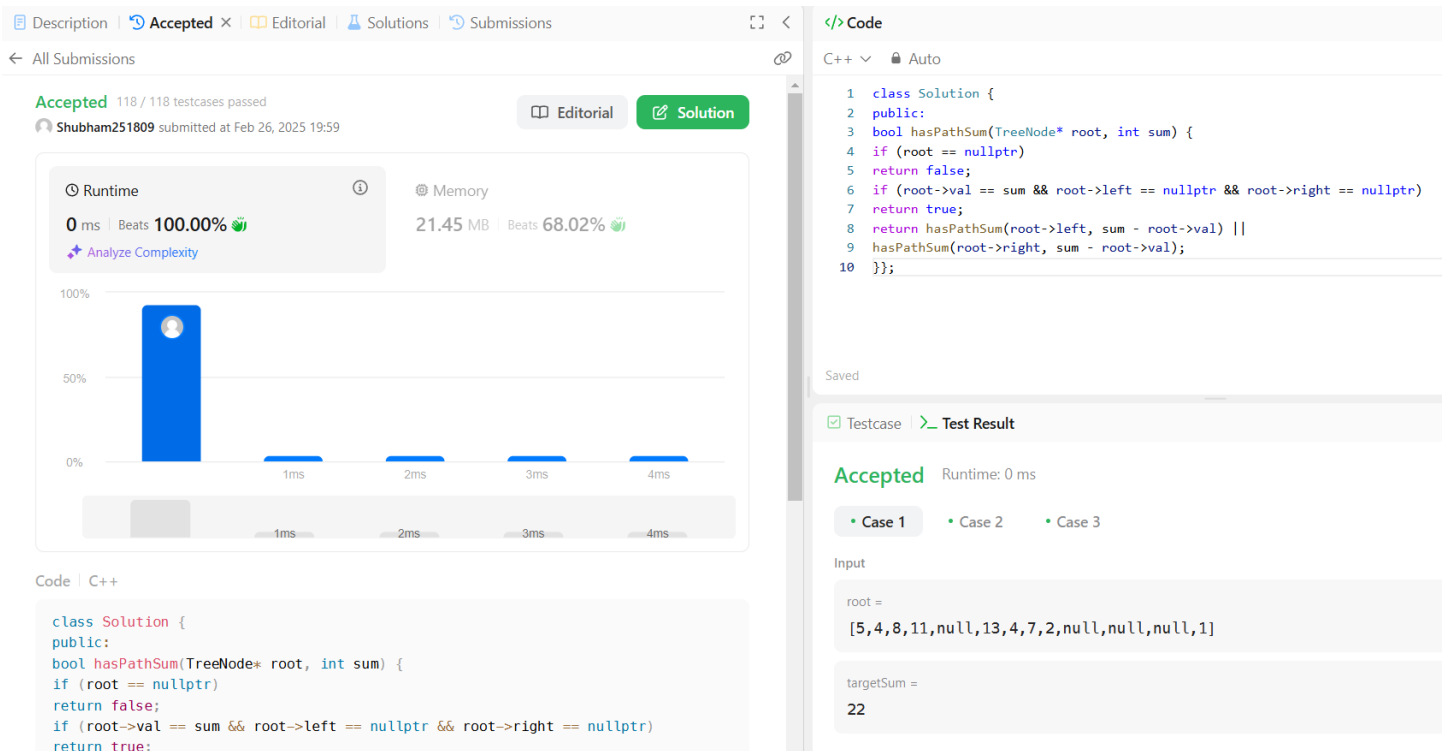 Description
Accepted
Editorial
Solutions
Submissions
All Submissions
Accepted 118 / 118 testcases passed
Shubham251809 submitted at Feb 26, 2025 19:59
Editorial
Solution
Runtime
0 ms Beats 100.00%
Analyze Complexity
Memory
21.45 MB Beats 68.02%
100%
50%
0%
1ms 2ms 3ms 4ms
1ms 2ms 3ms 4ms
Code C++
class Solution {
public:
bool hasPathSum(TreeNode* root, int sum) {
if (root == nullptr)
return false;
if (root->val == sum && root->left == nullptr && root->right == nullptr)
return true;
</> Code
C++ Auto
1 class Solution {
2 public:
3 bool hasPathSum(TreeNode* root, int sum) {
4 if (root == nullptr)
5 return false;
6 if (root->val == sum && root->left == nullptr && root->right == nullptr)
7 return true;
8 return hasPathSum(root->left, sum - root->val) ||
9 hasPathSum(root->right, sum - root->val);
10 }};
Saved
Testcase
Test Result
Accepted Runtime: 0 ms
Case 1
Case 2
Case 3
Input
root =
[5,4,8,11,null,13,4,7,2,null,null,null,1]
targetSum =
22